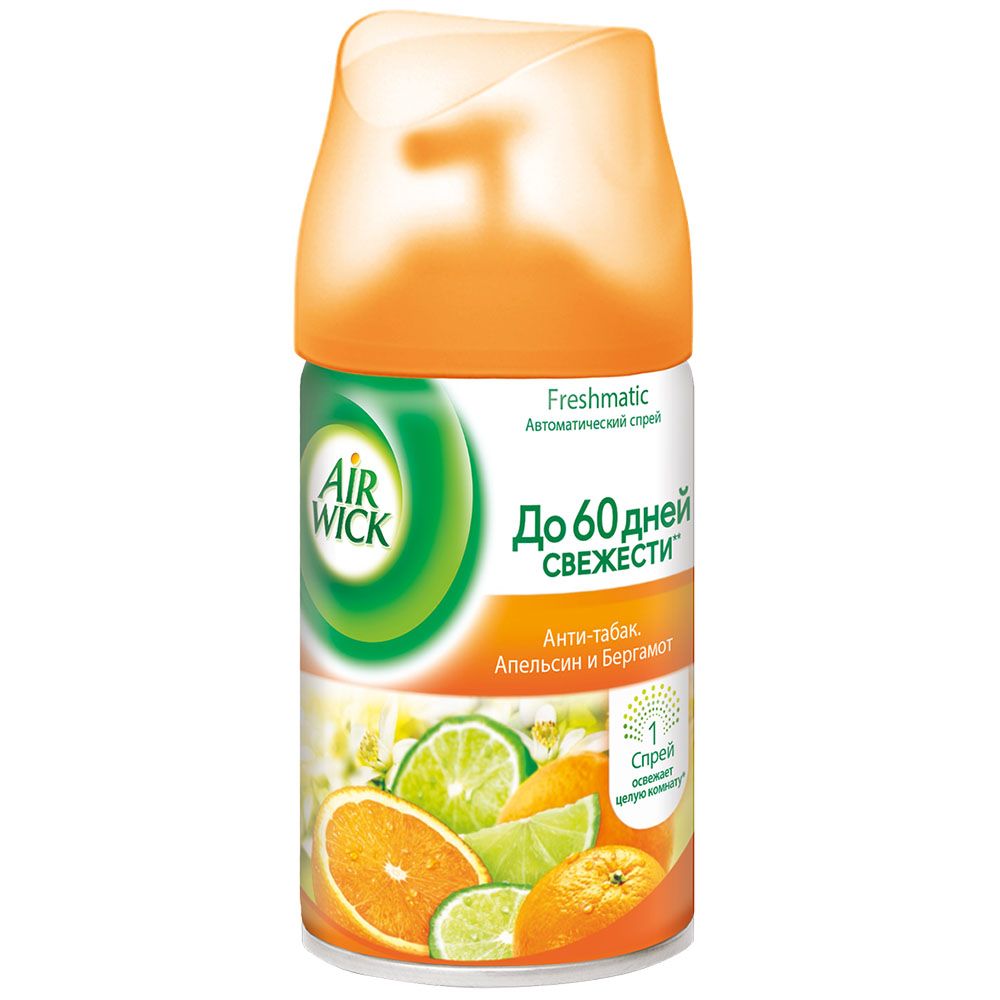 Freshmatic
Автоматический спрей
AIR
WICK
До 60 дней
СВЕЖЕСТИ**
Анти-табак.
Апельсин и Бергамот
1
Спрей
освежает
целую комнату*